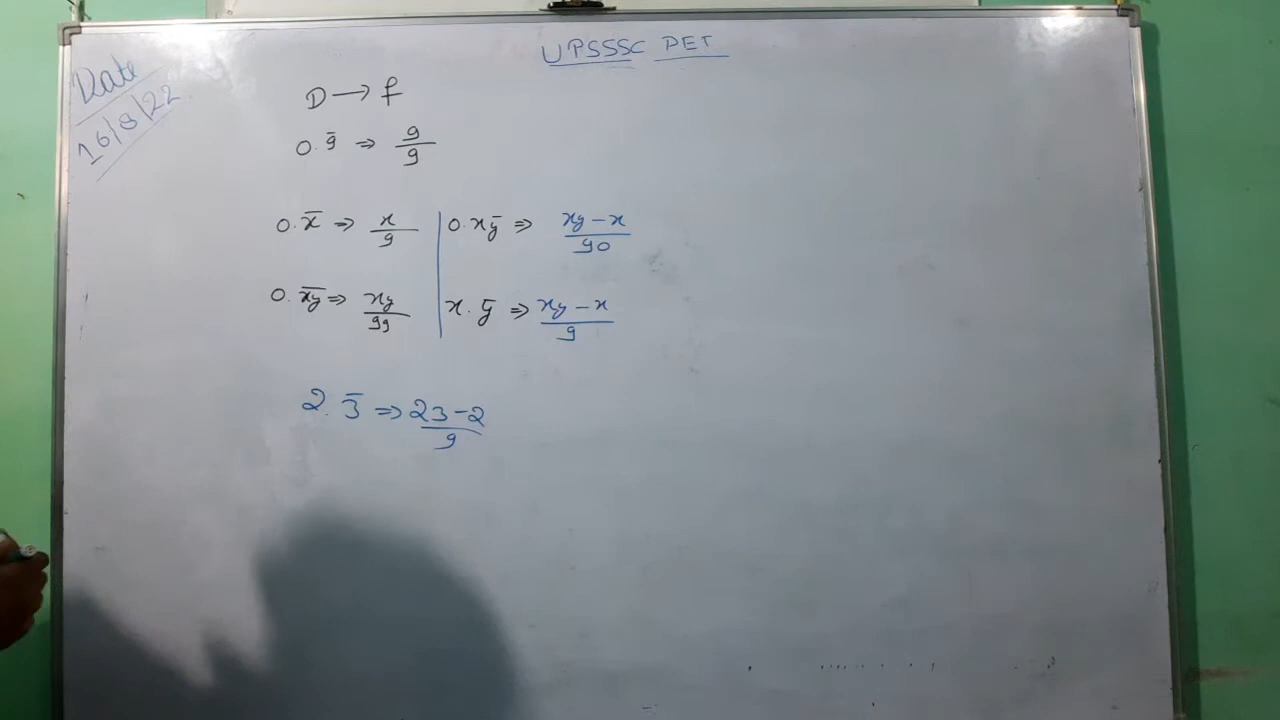 UPSSSC PET
Date
16/8/22
D → f
0.9̄ ⇒ 9/9
0.x̄ ⇒ x/9
0.x̅y̅ ⇒ xy/99
0.xȳ ⇒ xy-x/90
x.ȳ ⇒ xy-x/9
2.3̄ ⇒ 23-2/9